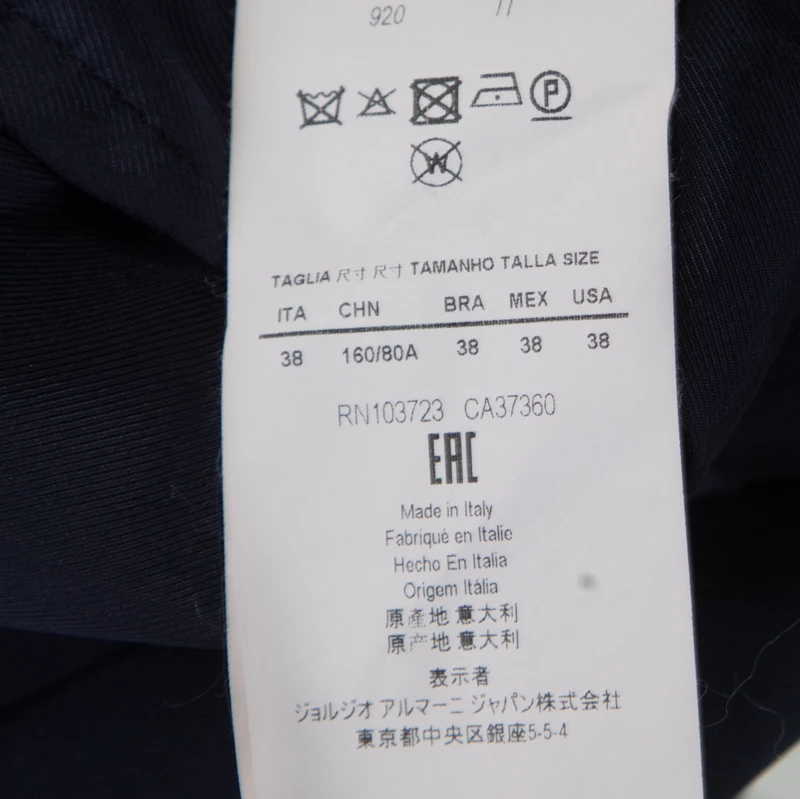 920 11
P
W
TAGLIA 尺寸 尺寸 TAMANHO TALLA SIZE
ITA CHN BRA MEX USA
38 160/80A 38 38 38
RN103723 CA37360
EAC
Made in Italy
Fabriqué en Italie
Hecho En Italia
Origem Itália
原產地 意大利
原产地 意大利
表示者
ジョルジオ アルマーニ ジャパン株式会社
東京都中央区銀座5-5-4